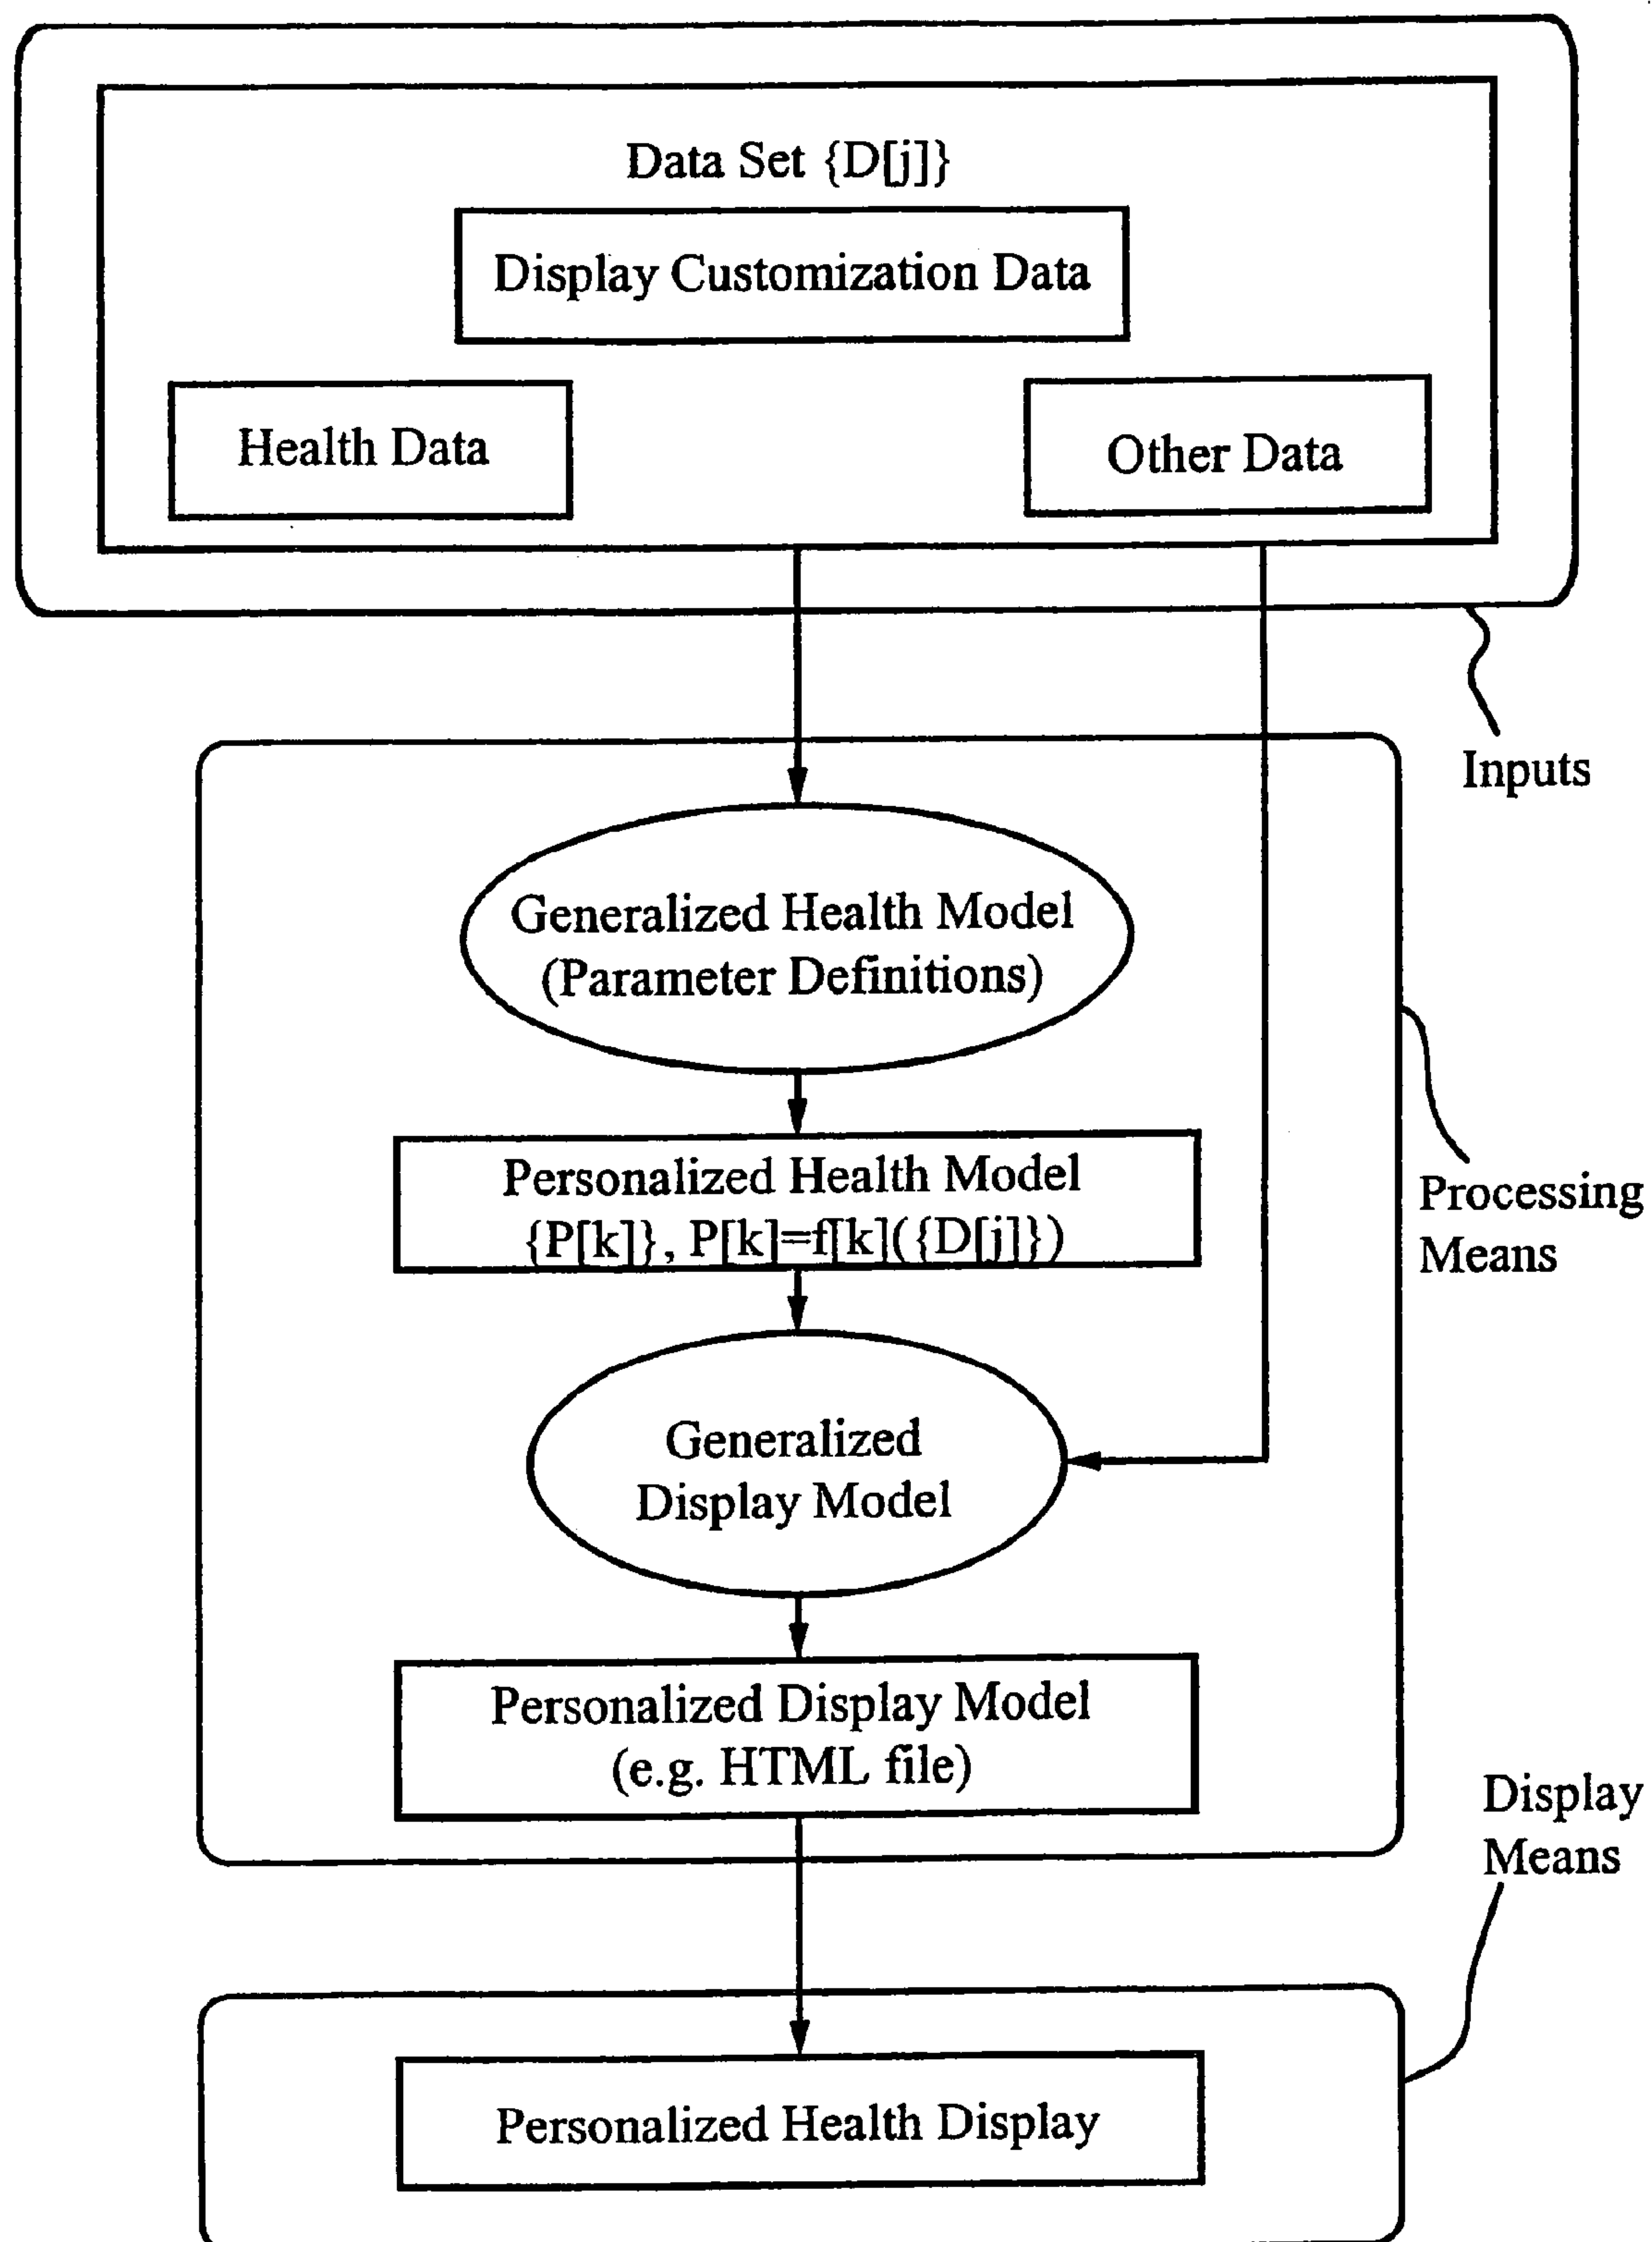 Data Set {D[j]}
Display Customization Data
Health Data
Other Data
Inputs
Generalized Health Model
(Parameter Definitions)
Personalized Health Model
{P[k]}, P[k]=f[k]({D[j]})
Processing
Means
Generalized
Display Model
Personalized Display Model
(e.g. HTML file)
Display
Means
Personalized Health Display